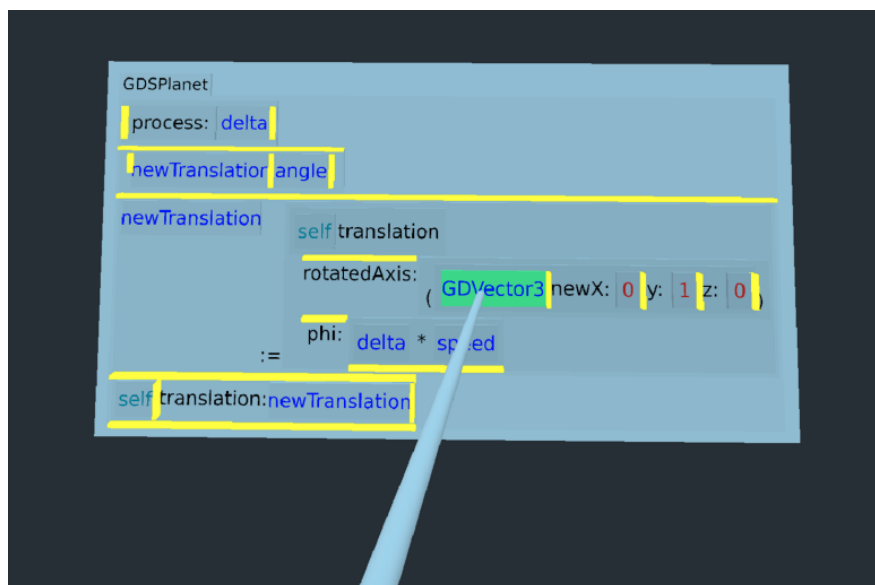 GDSPlanet
process: delta
newTranslation angle
newTranslation := self translation
rotatedAxis: ( GDVector3 newX: 0 y: 1 z: 0 )
phi: delta * speed
self translation: newTranslation